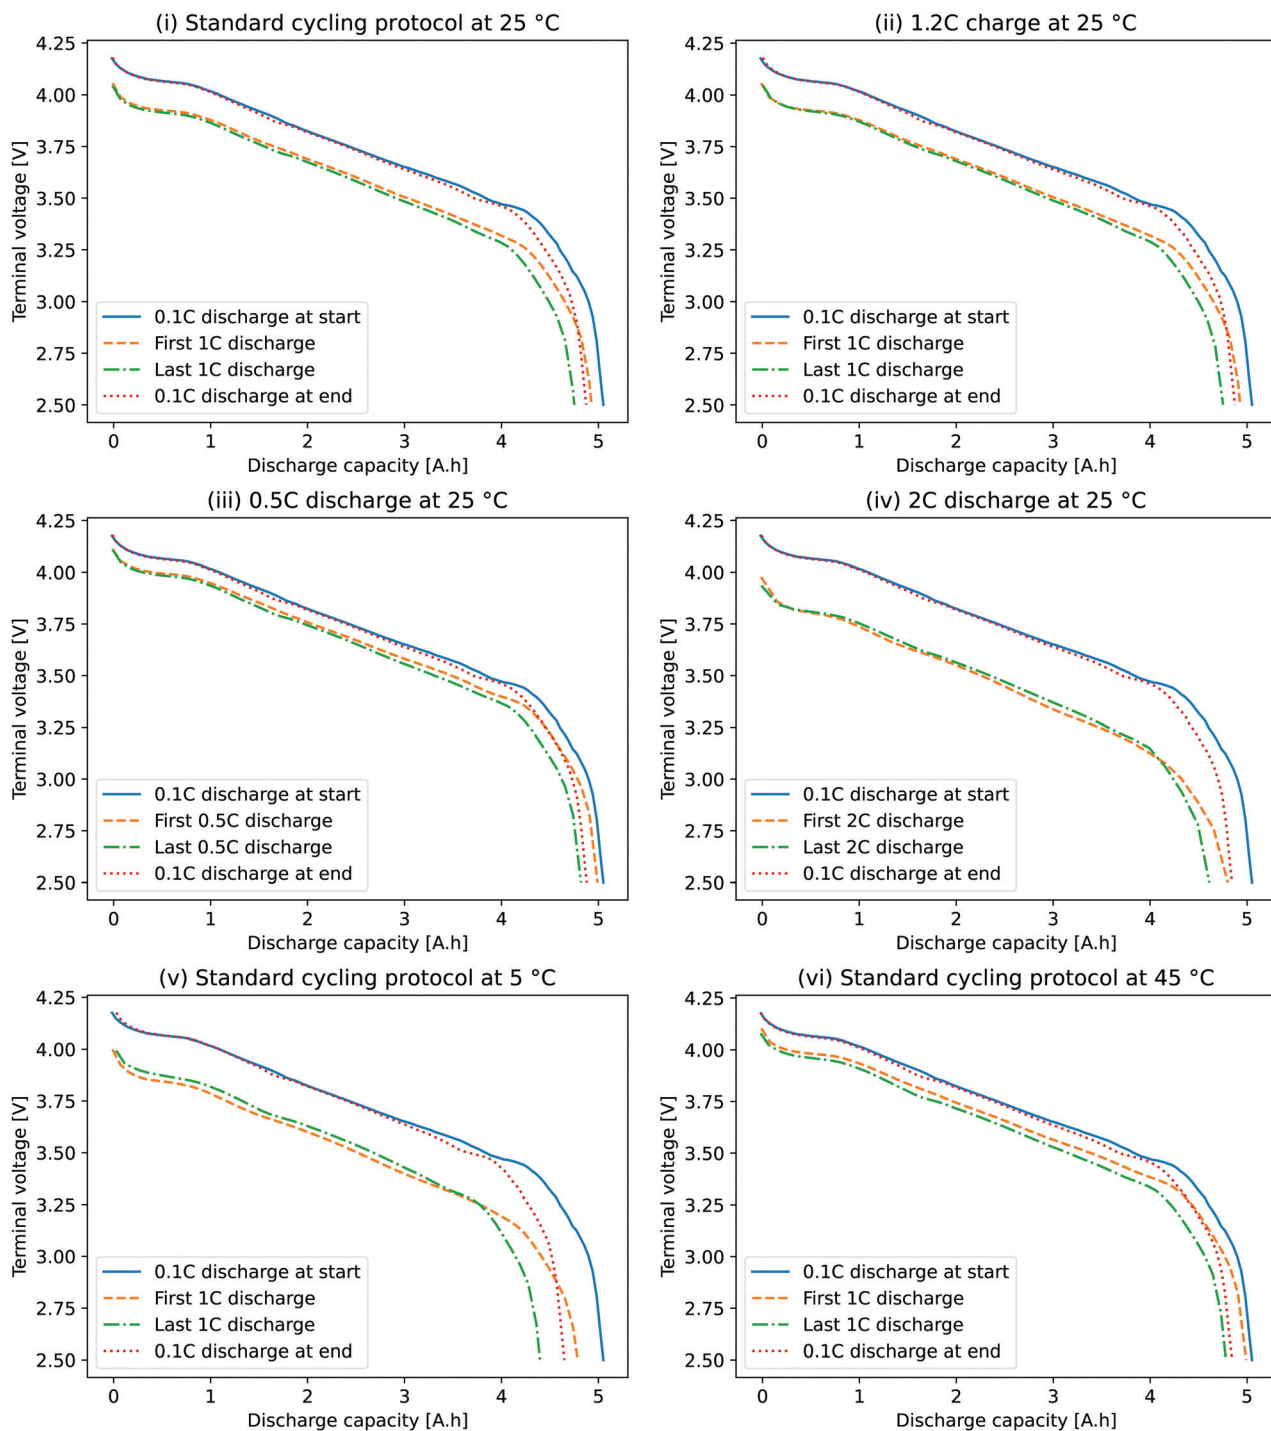 (i) Standard cycling protocol at 25 °C
4.25
4.00
3.75
3.50
3.25
3.00
2.75
2.50
Terminal voltage [V]
0.1C discharge at start
First 1C discharge
Last 1C discharge
0.1C discharge at end
0 1 2 3 4 5
Discharge capacity [A.h]
(ii) 1.2C charge at 25 °C
4.25
4.00
3.75
3.50
3.25
3.00
2.75
2.50
Terminal voltage [V]
0.1C discharge at start
First 1C discharge
Last 1C discharge
0.1C discharge at end
0 1 2 3 4 5
Discharge capacity [A.h]
(iii) 0.5C discharge at 25 °C
4.25
4.00
3.75
3.50
3.25
3.00
2.75
2.50
Terminal voltage [V]
0.1C discharge at start
First 0.5C discharge
Last 0.5C discharge
0.1C discharge at end
0 1 2 3 4 5
Discharge capacity [A.h]
(iv) 2C discharge at 25 °C
4.25
4.00
3.75
3.50
3.25
3.00
2.75
2.50
Terminal voltage [V]
0.1C discharge at start
First 2C discharge
Last 2C discharge
0.1C discharge at end
0 1 2 3 4 5
Discharge capacity [A.h]
(v) Standard cycling protocol at 5 °C
4.25
4.00
3.75
3.50
3.25
3.00
2.75
2.50
Terminal voltage [V]
0.1C discharge at start
First 1C discharge
Last 1C discharge
0.1C discharge at end
0 1 2 3 4 5
Discharge capacity [A.h]
(vi) Standard cycling protocol at 45 °C
4.25
4.00
3.75
3.50
3.25
3.00
2.75
2.50
Terminal voltage [V]
0.1C discharge at start
First 1C discharge
Last 1C discharge
0.1C discharge at end
0 1 2 3 4 5
Discharge capacity [A.h]